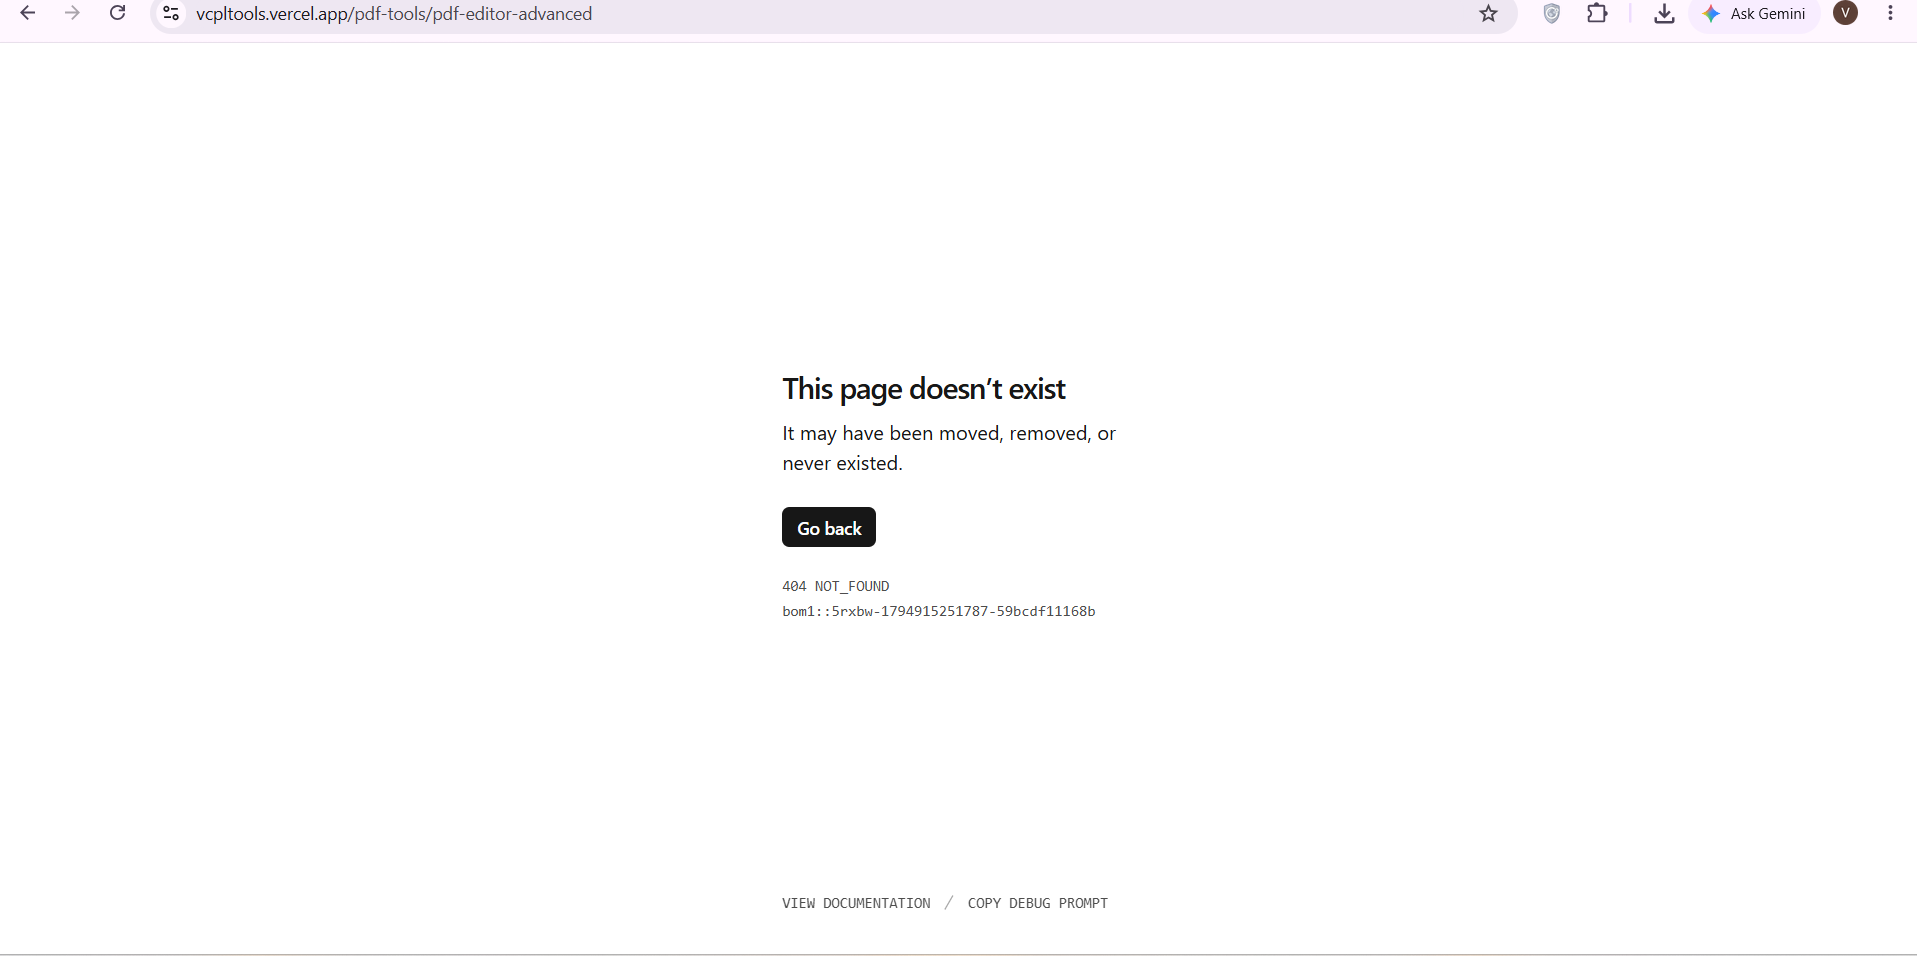 vcpltools.vercel.app/pdf-tools/pdf-editor-advanced
Ask Gemini
V
This page doesn’t exist
It may have been moved, removed, or
never existed.
Go back
404 NOT_FOUND
bom1::5rxbw-1794915251787-59bcdf11168b
VIEW DOCUMENTATION / COPY DEBUG PROMPT